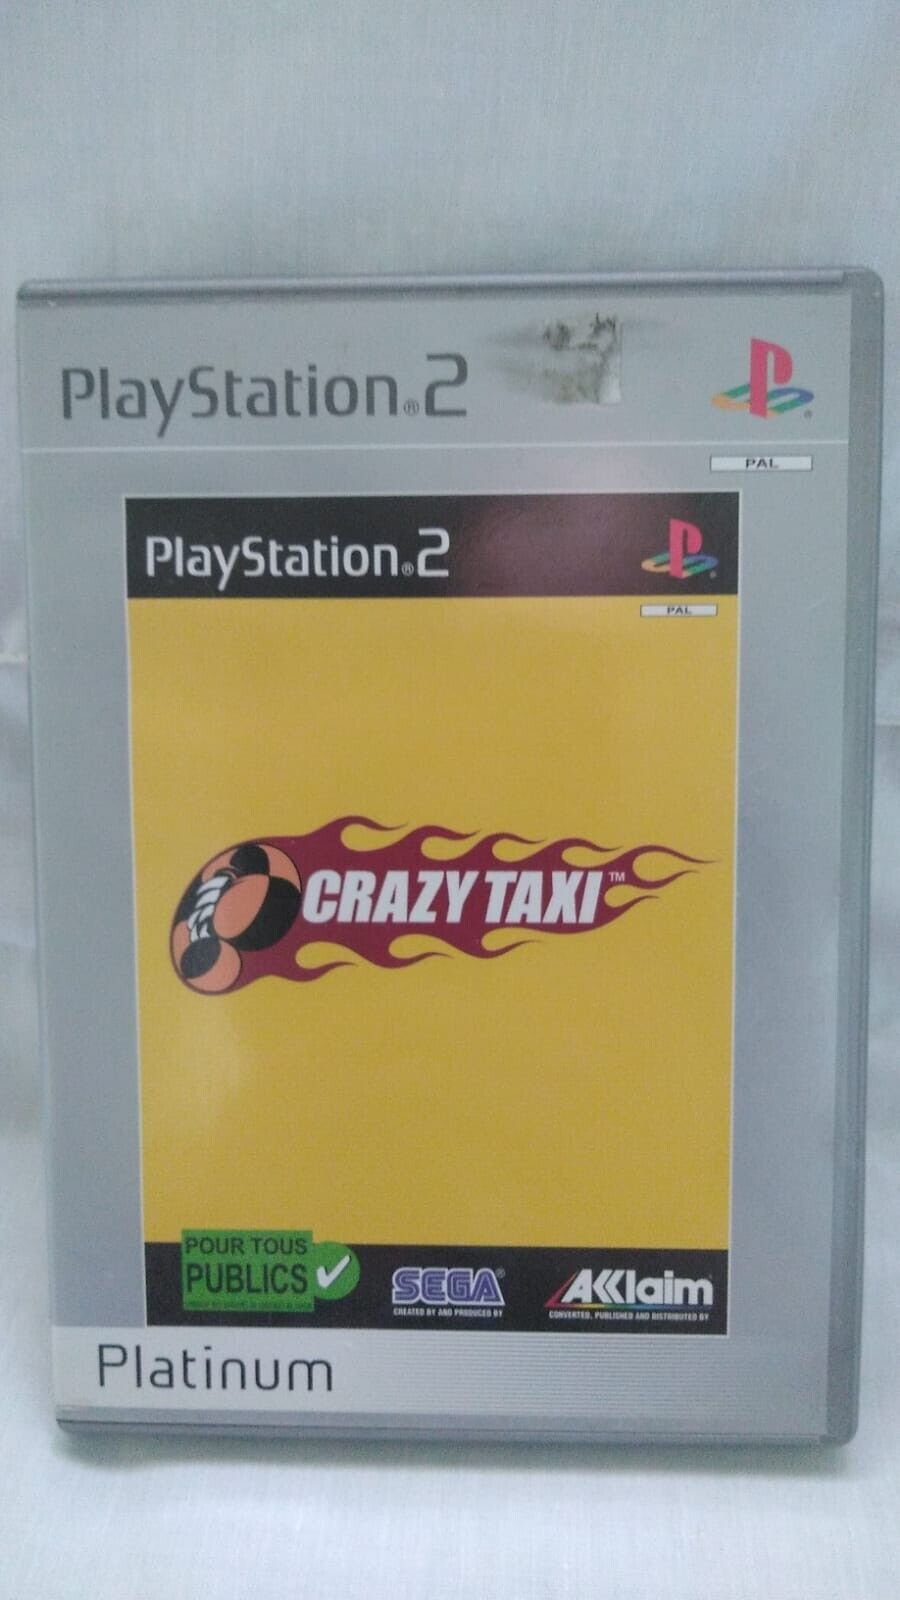 PlayStation®2
PAL
PlayStation®2
PAL
CRAZY TAXI™
POUR TOUS
PUBLICS
SEGA®
CREATED BY AND PRODUCED BY
AKKlaim
CONVERTED, PUBLISHED AND DISTRIBUTED BY
Platinum